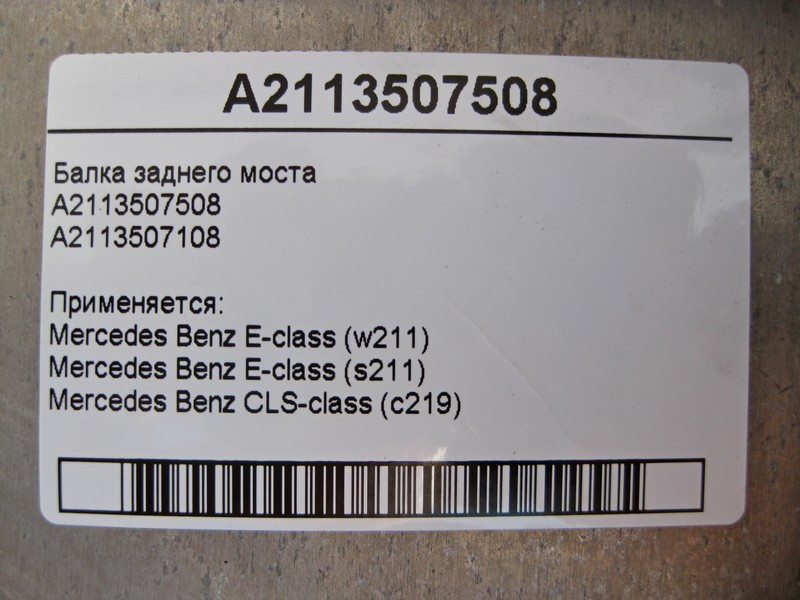 A2113507508
Балка заднего моста
A2113507508
A2113507108
Применяется:
Mercedes Benz E-class (w211)
Mercedes Benz E-class (s211)
Mercedes Benz CLS-class (c219)